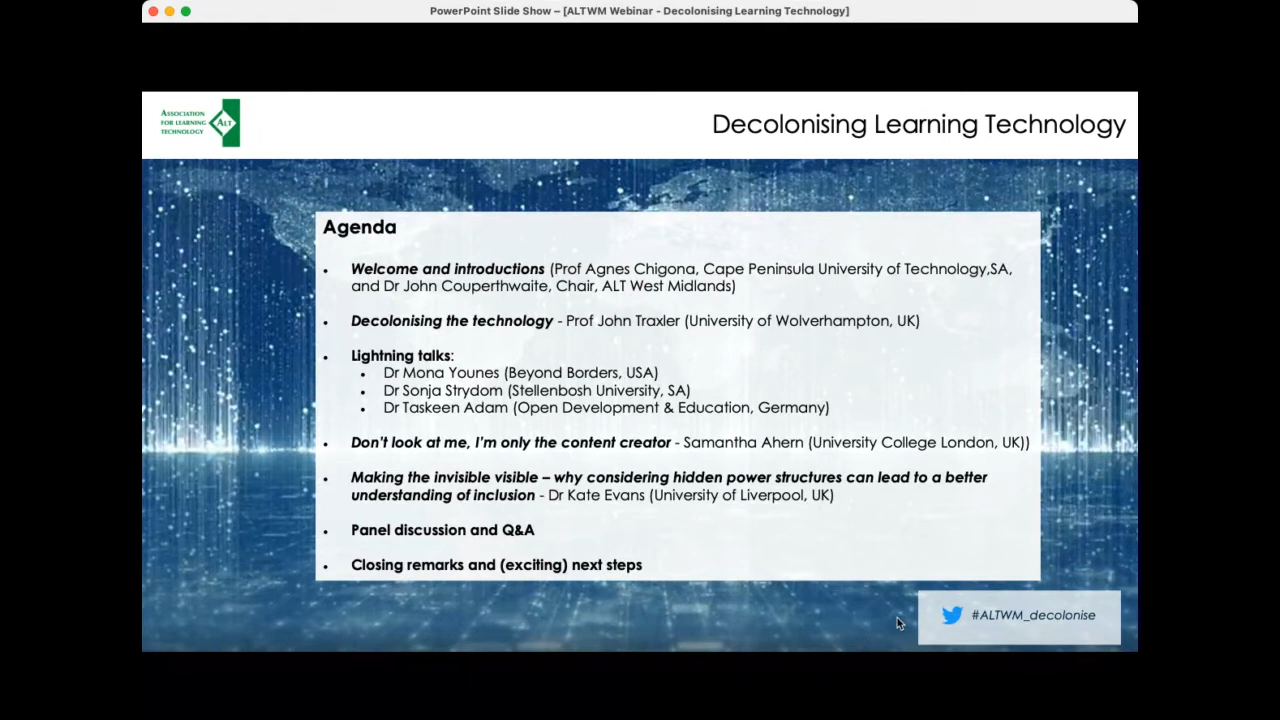 PowerPoint Slide Show – [ALTWM Webinar - Decolonising Learning Technology]
ASSOCIATION
FOR LEARNING
TECHNOLOGY
ALT
Decolonising Learning Technology
Agenda
• Welcome and introductions (Prof Agnes Chigona, Cape Peninsula University of Technology,SA,
and Dr John Couperthwaite, Chair, ALT West Midlands)
• Decolonising the technology - Prof John Traxler (University of Wolverhampton, UK)
• Lightning talks:
• Dr Mona Younes (Beyond Borders, USA)
• Dr Sonja Strydom (Stellenbosh University, SA)
• Dr Taskeen Adam (Open Development & Education, Germany)
• Don't look at me, I'm only the content creator - Samantha Ahern (University College London, UK))
• Making the invisible visible – why considering hidden power structures can lead to a better
understanding of inclusion - Dr Kate Evans (University of Liverpool, UK)
• Panel discussion and Q&A
• Closing remarks and (exciting) next steps
#ALTWM_decolonise